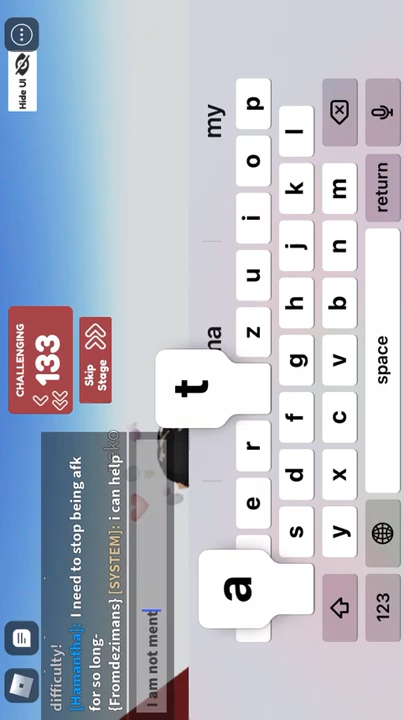 Hide UI
CHALLENGING
133
Skip
Stage
difficulty!
[Hamantha]: I need to stop being afk
for so long-
{Fromdezimans} [SYSTEM]: i can help
ako
I am not ment
na
my
e r t z u i o p
a s d f g h j k l
y x c v b n m
123
space
return